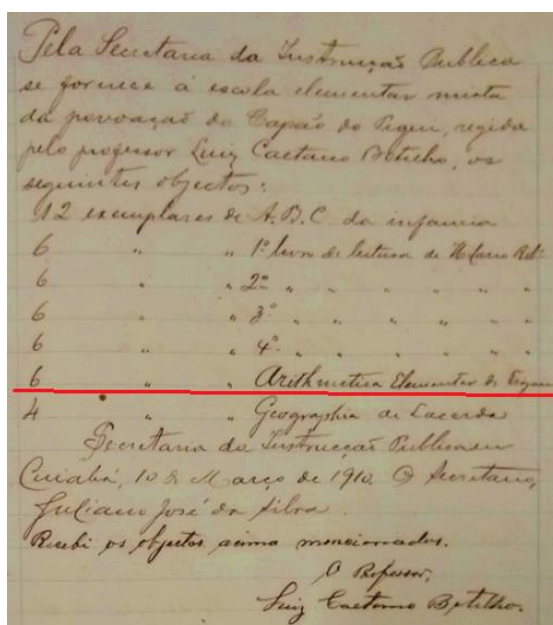 Pela Secretaria da Instrucção Publica
se fornece á escola elementar mixta
da povoação do Capão do Piqui, regida
pelo professor Luiz Caetano Botelho, os
seguintes objectos:
12 exemplares de A.B.C. da infancia
6 " " 1º livro de leitura de Hilario Rib.
6 " " 2º " " " " "
6 " " 3º " " " " "
6 " " 4º " " " " "
6 " " Arithmetica Elementar de
4 " " Geographia de Lacerda
Secretaria da Instrucção Publica em
Cuiabá, 10 de Março de 1910. O Secretario,
Juliano José da Silva.
Recebi os objectos acima mencionados.
O Professor,
Luiz Caetano Botelho.